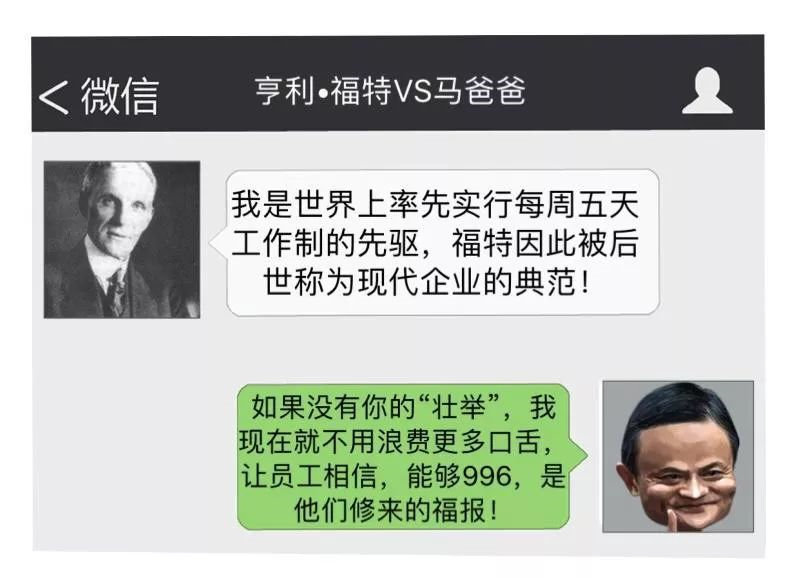 < 微信
亨利•福特VS马爸爸
我是世界上率先实行每周五天
工作制的先驱，福特因此被后
世称为现代企业的典范！
如果没有你的“壮举”，我
现在就不用浪费更多口舌，
让员工相信，能够996，是
他们修来的福报！